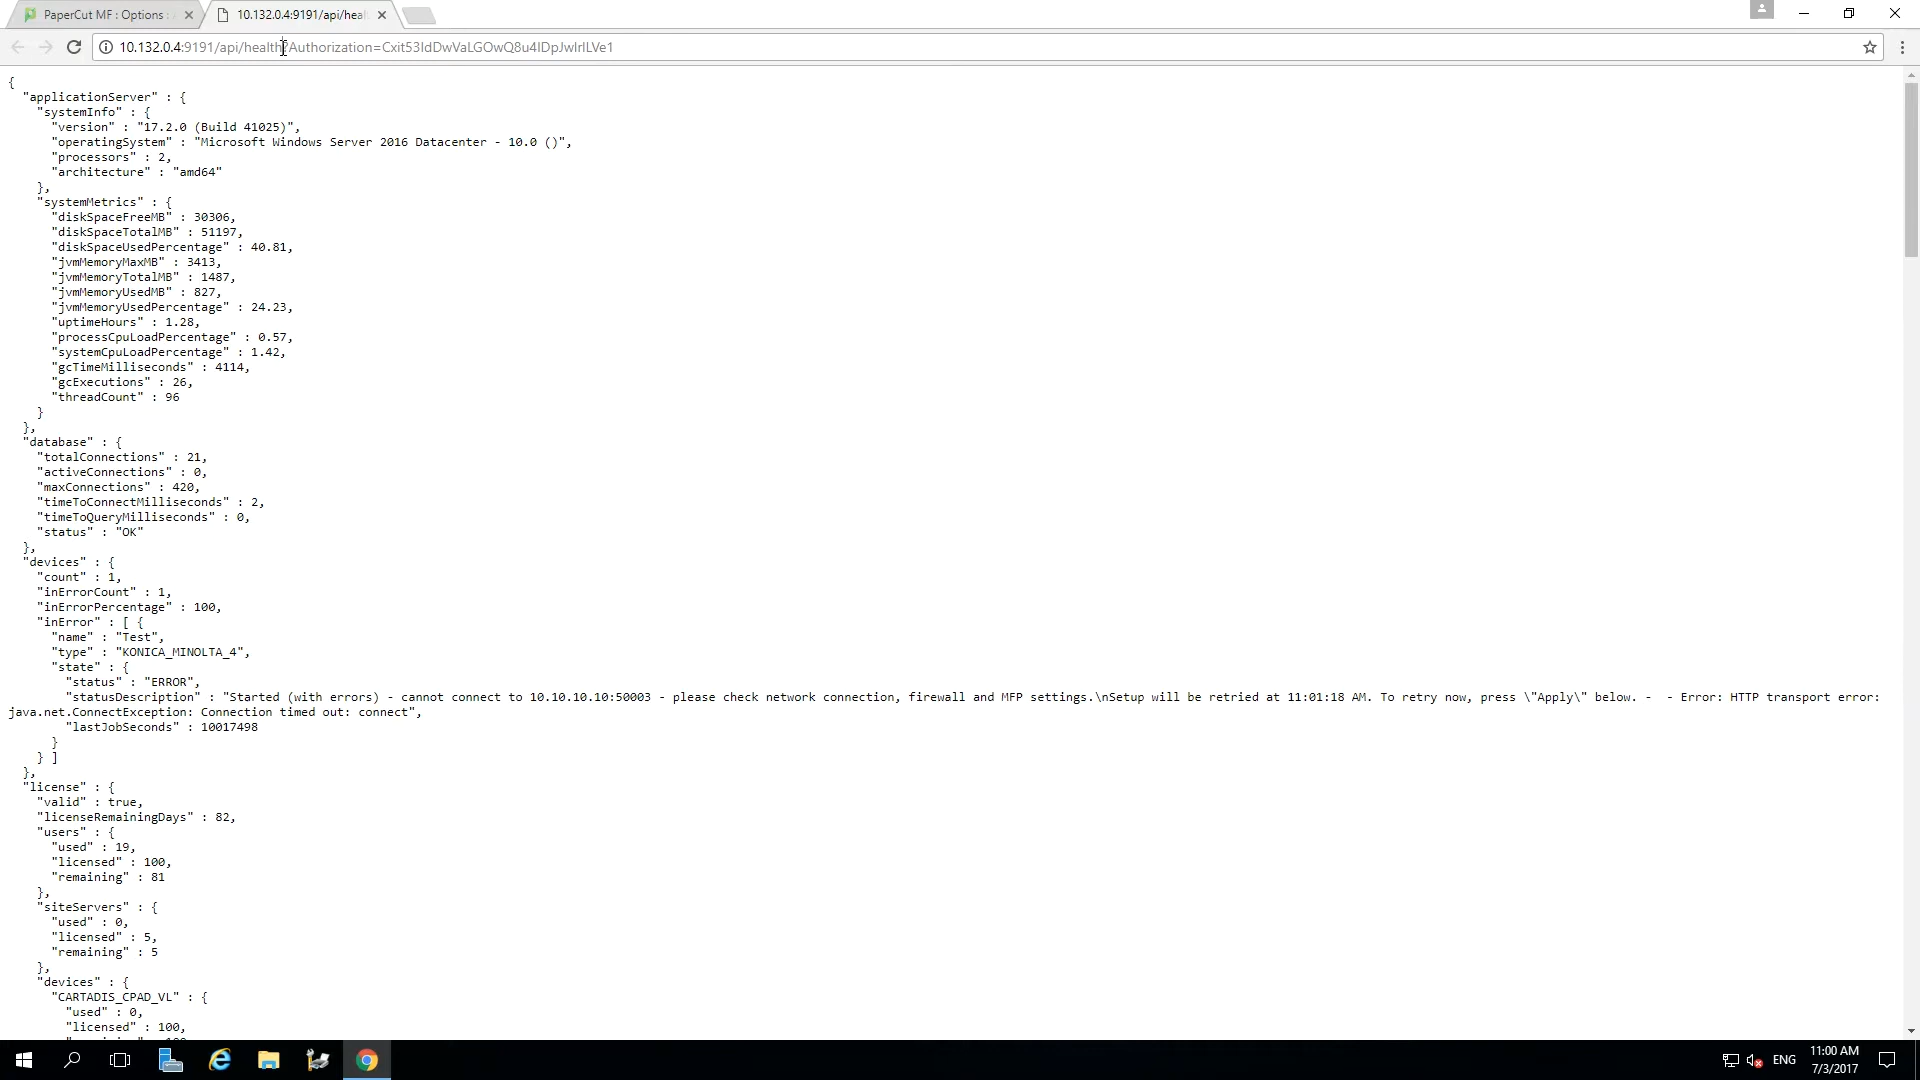 PaperCut MF : Options :
10.132.0.4:9191/api/heal
10.132.0.4:9191/api/health?Authorization=Cxit53IdDwVaLGOwQ8u4IDpJwIrILVe1
{
"applicationServer" : {
"systemInfo" : {
"version" : "17.2.0 (Build 41025)",
"operatingSystem" : "Microsoft Windows Server 2016 Datacenter - 10.0 ()",
"processors" : 2,
"architecture" : "amd64"
},
"systemMetrics" : {
"diskSpaceFreeMB" : 30306,
"diskSpaceTotalMB" : 51197,
"diskSpaceUsedPercentage" : 40.81,
"jvmMemoryMaxMB" : 3413,
"jvmMemoryTotalMB" : 1487,
"jvmMemoryUsedMB" : 827,
"jvmMemoryUsedPercentage" : 24.23,
"uptimeHours" : 1.28,
"processCpuLoadPercentage" : 0.57,
"systemCpuLoadPercentage" : 1.42,
"gcTimeMilliseconds" : 4114,
"gcExecutions" : 26,
"threadCount" : 96
}
},
"database" : {
"totalConnections" : 21,
"activeConnections" : 0,
"maxConnections" : 420,
"timeToConnectMilliseconds" : 2,
"timeToQueryMilliseconds" : 0,
"status" : "OK"
},
"devices" : {
"count" : 1,
"inErrorCount" : 1,
"inErrorPercentage" : 100,
"inError" : [ {
"name" : "Test",
"type" : "KONICA_MINOLTA_4",
"state" : {
"status" : "ERROR",
"statusDescription" : "Started (with errors) - cannot connect to 10.10.10.10:50003 - please check network connection, firewall and MFP settings.\nSetup will be retried at 11:01:18 AM. To retry now, press \"Apply\" below. -  - Error: HTTP transport error:
java.net.ConnectException: Connection timed out: connect",
"lastJobSeconds" : 10017498
}
} ]
},
"license" : {
"valid" : true,
"licenseRemainingDays" : 82,
"users" : {
"used" : 19,
"licensed" : 100,
"remaining" : 81
},
"siteServers" : {
"used" : 0,
"licensed" : 5,
"remaining" : 5
},
"devices" : {
"CARTADIS_CPAD_VL" : {
"used" : 0,
"licensed" : 100,
ENG
11:00 AM
7/3/2017